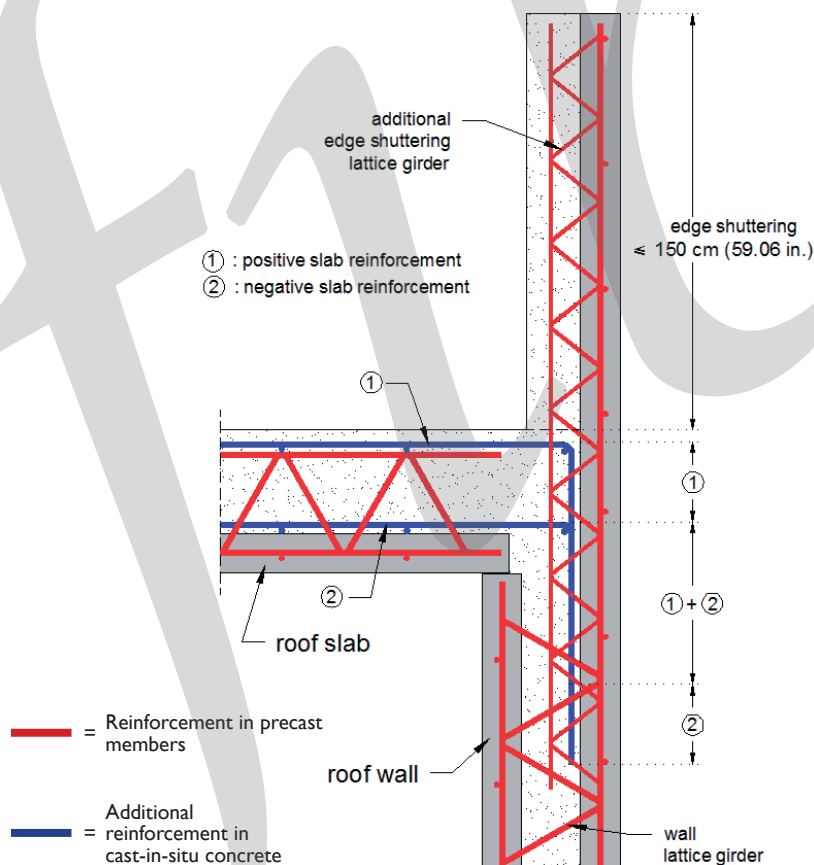 additional
edge shuttering
lattice girder
edge shuttering
≤ 150 cm (59.06 in.)
① : positive slab reinforcement
② : negative slab reinforcement
①
①
① + ②
②
②
roof slab
= Reinforcement in precast
members
roof wall
= Additional
reinforcement in
cast-in-situ concrete
wall
lattice girder